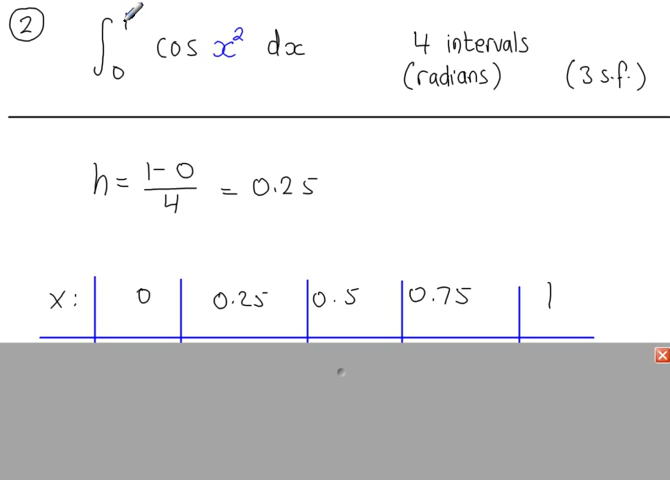 ② ∫₀¹ cos x² dx 4 intervals
(radians) (3 s.f.)
h = (1 - 0)/4 = 0.25
x: 0 0.25 0.5 0.75 1